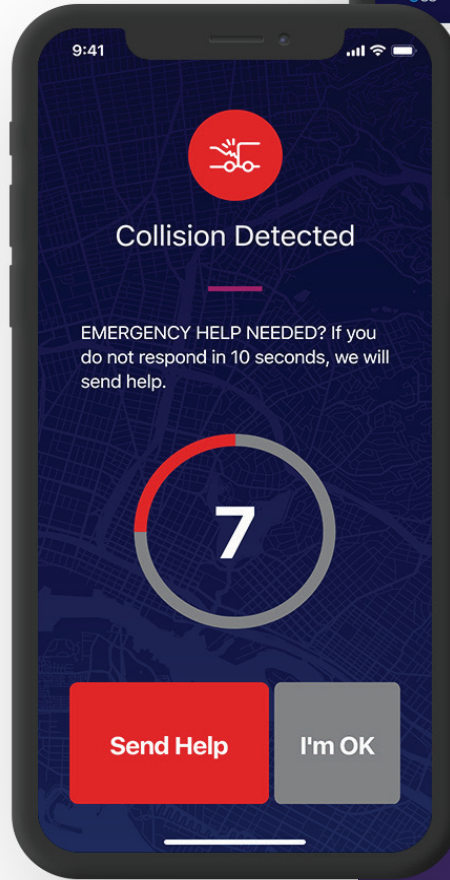 9:41
Collision Detected
EMERGENCY HELP NEEDED? If you
do not respond in 10 seconds, we will
send help.
7
Send Help
I'm OK